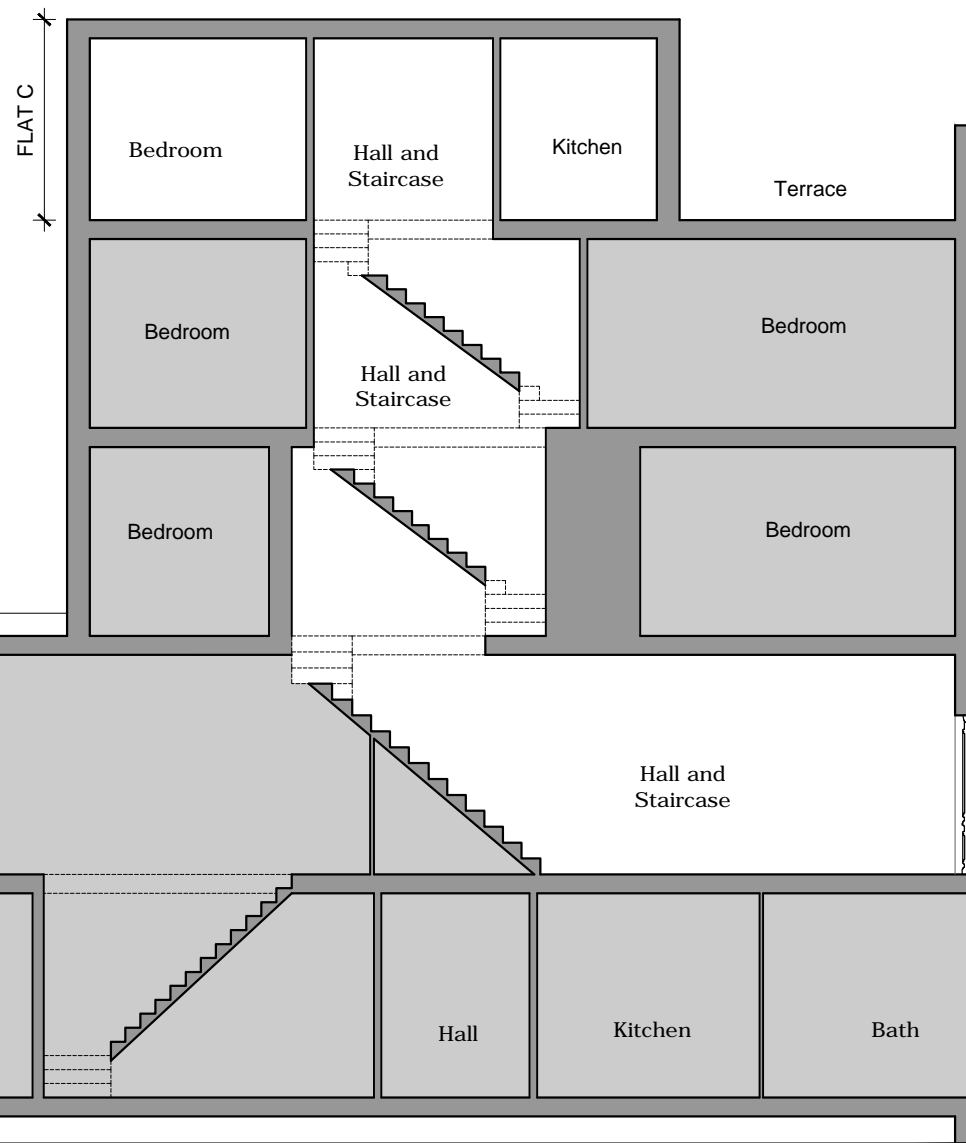 FLAT C
Bedroom
Hall and
Staircase
Kitchen
Terrace
Bedroom
Hall and
Staircase
Bedroom
Bedroom
Bedroom
Hall and
Staircase
Hall
Kitchen
Bath